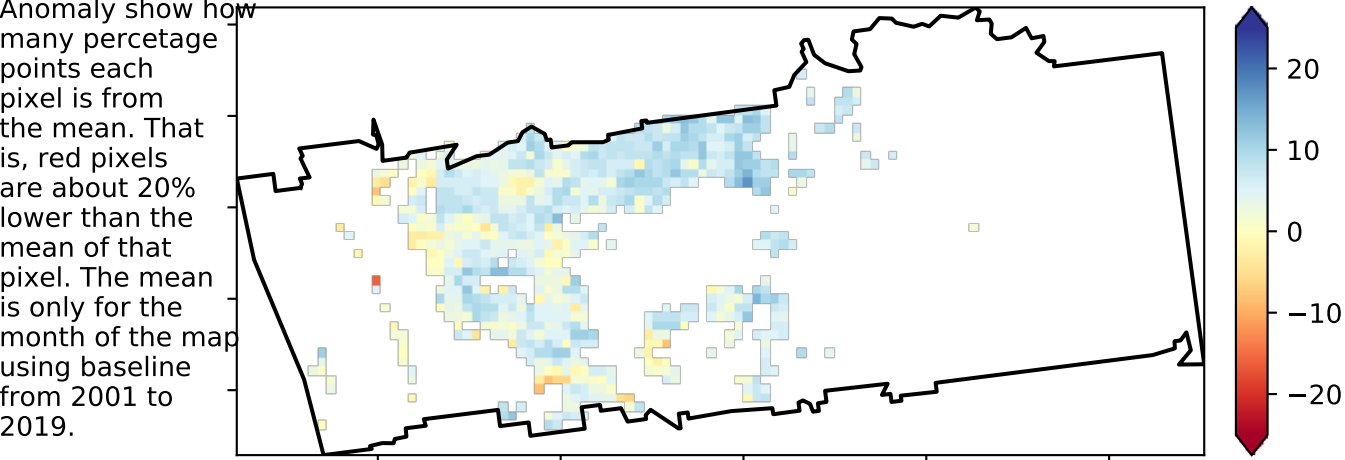 Anomaly show how
many percetage
points each
pixel is from
the mean. That
is, red pixels
are about 20%
lower than the
mean of that
pixel. The mean
is only for the
month of the map
using baseline
from 2001 to
2019.
20
10
0
−10
−20